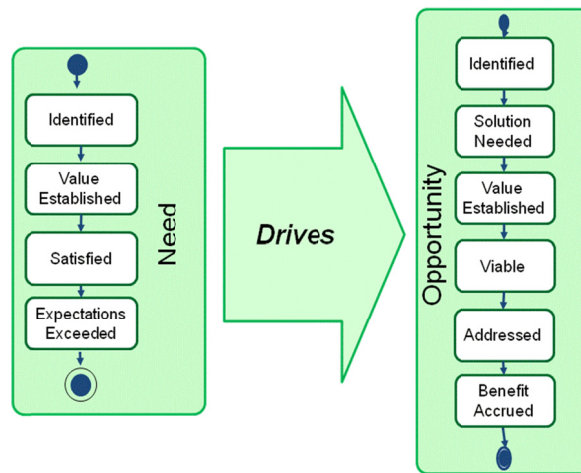 Identified
Value
Established
Satisfied
Expectations
Exceeded
Need
Drives
Opportunity
Identified
Solution
Needed
Value
Established
Viable
Addressed
Benefit
Accrued